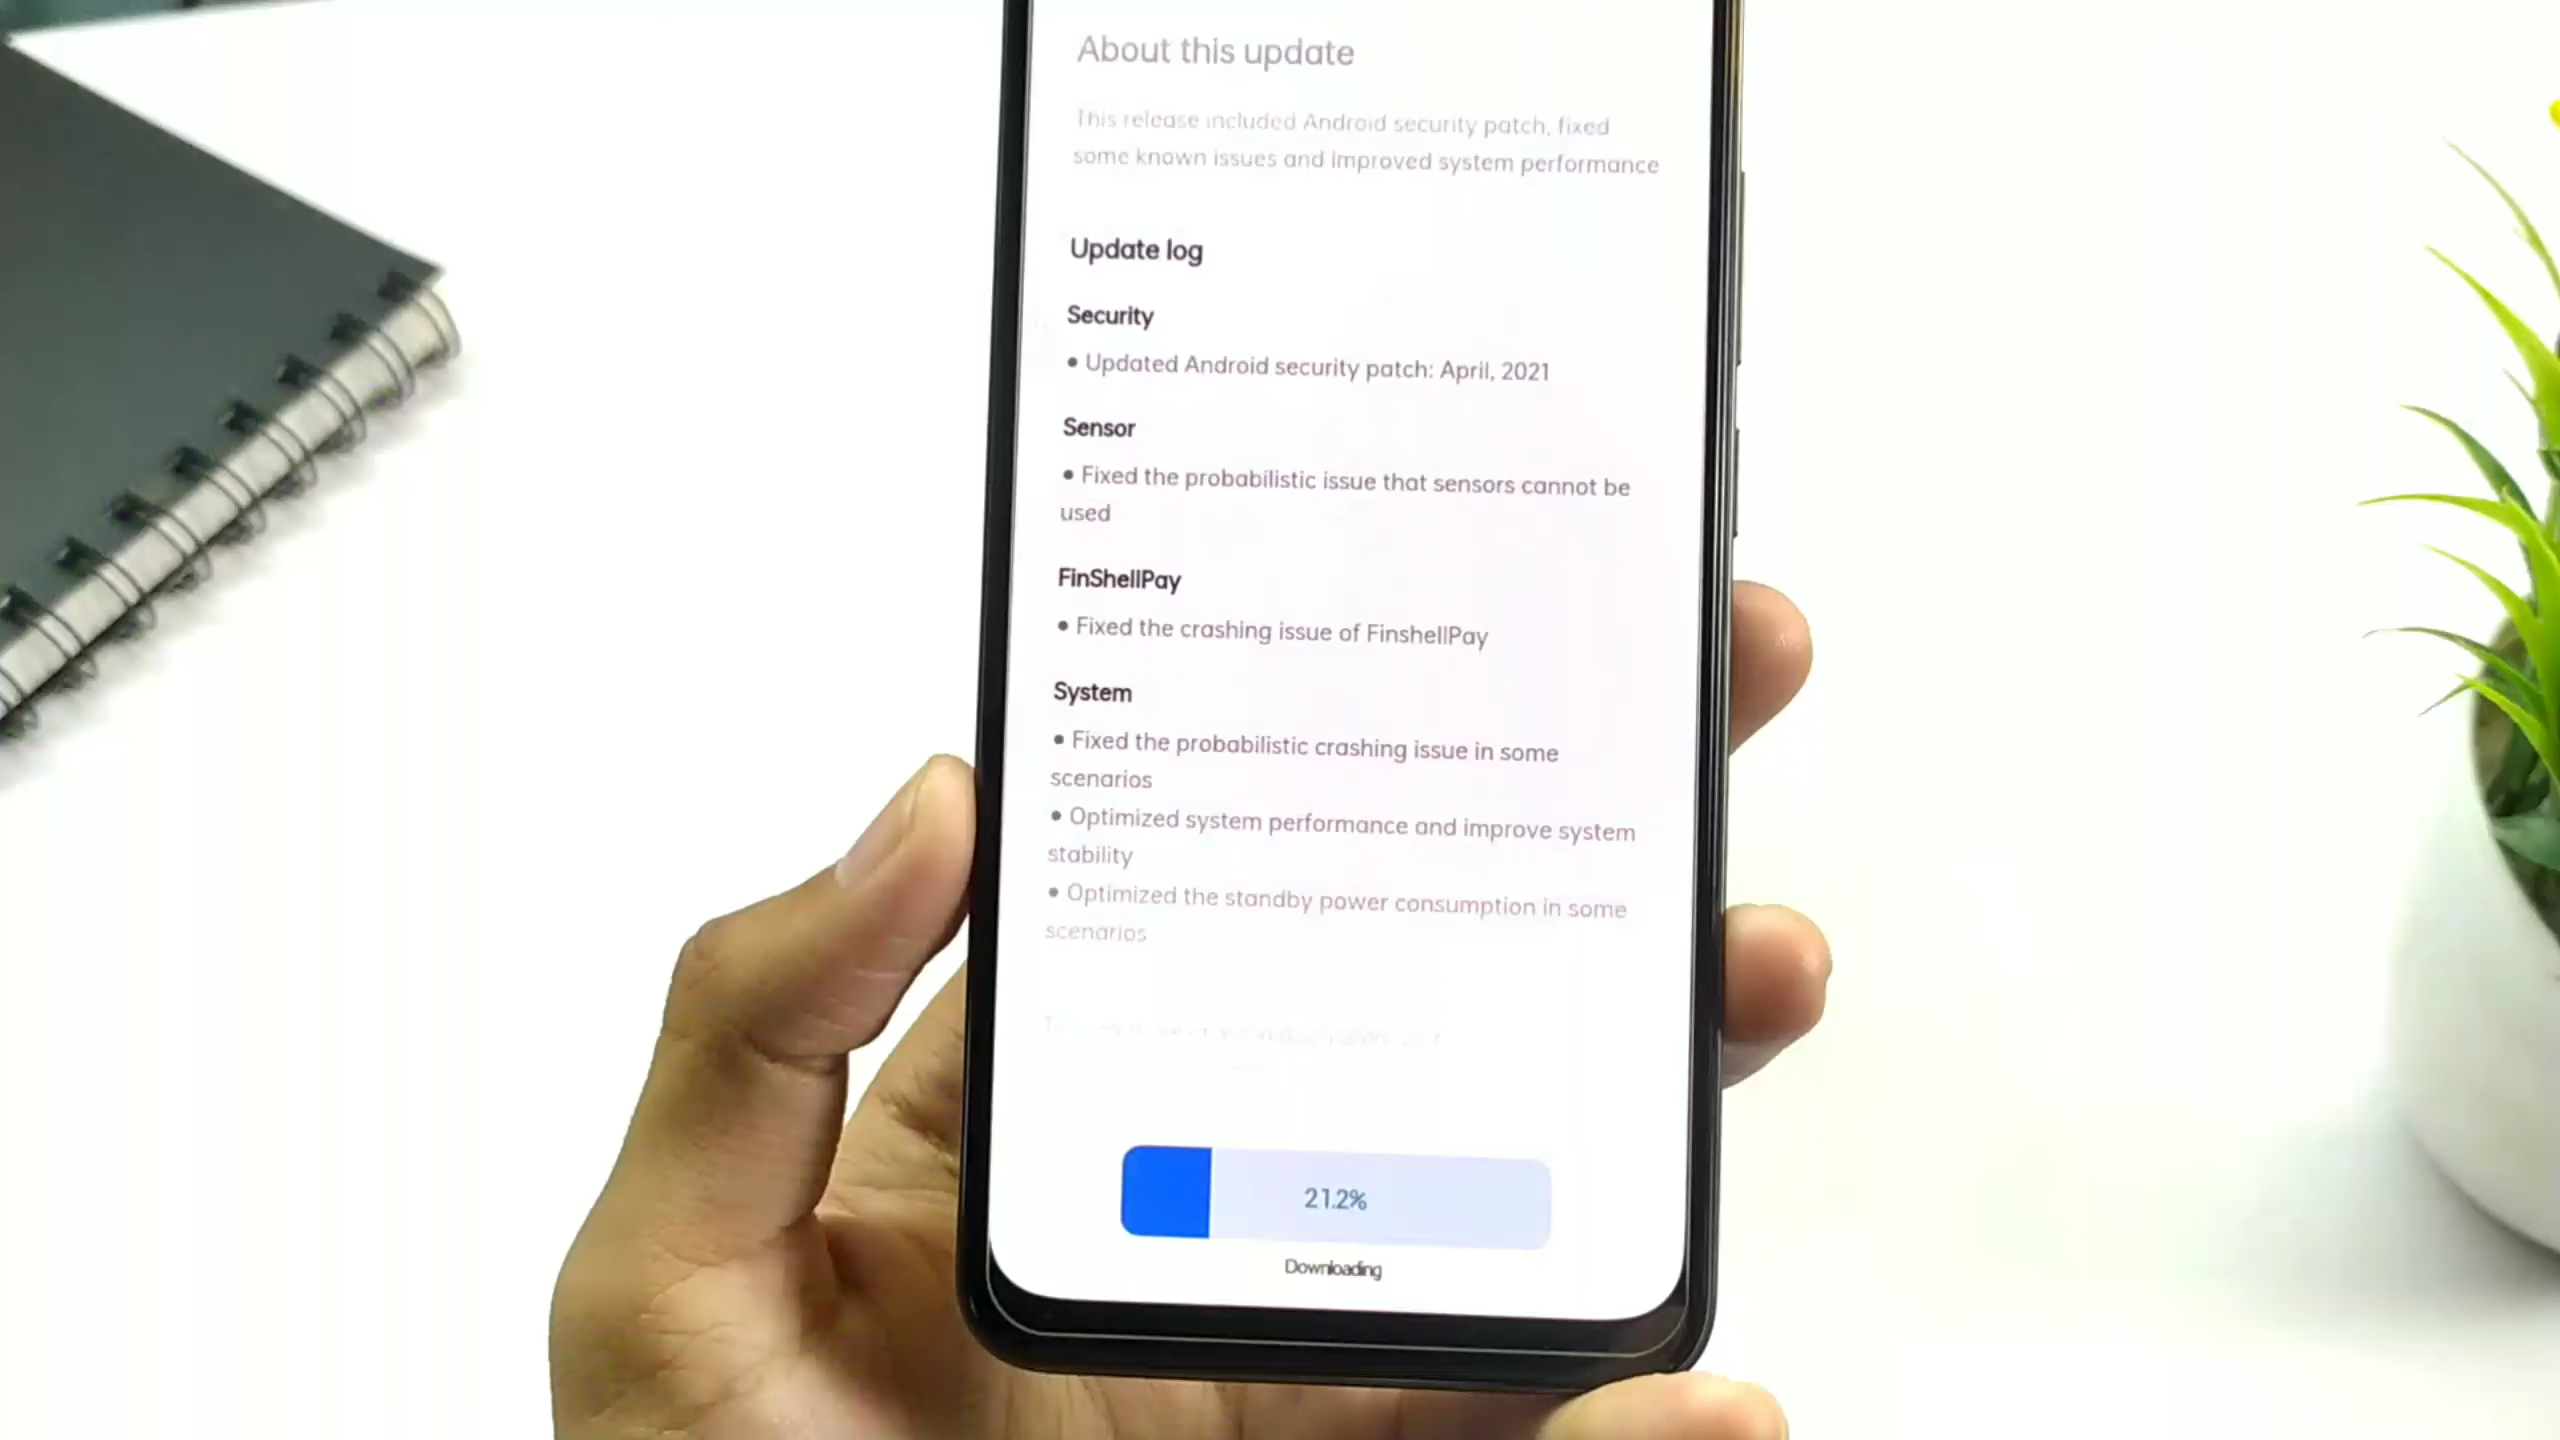 About this update
This release included Android security patch, fixed
some known issues and improved system performance
Update log
Security
• Updated Android security patch: April, 2021
Sensor
• Fixed the probabilistic issue that sensors cannot be
used
FinShellPay
• Fixed the crashing issue of FinshellPay
System
• Fixed the probabilistic crashing issue in some
scenarios
• Optimized system performance and improve system
stability
• Optimized the standby power consumption in some
scenarios
21.2%
Downloading